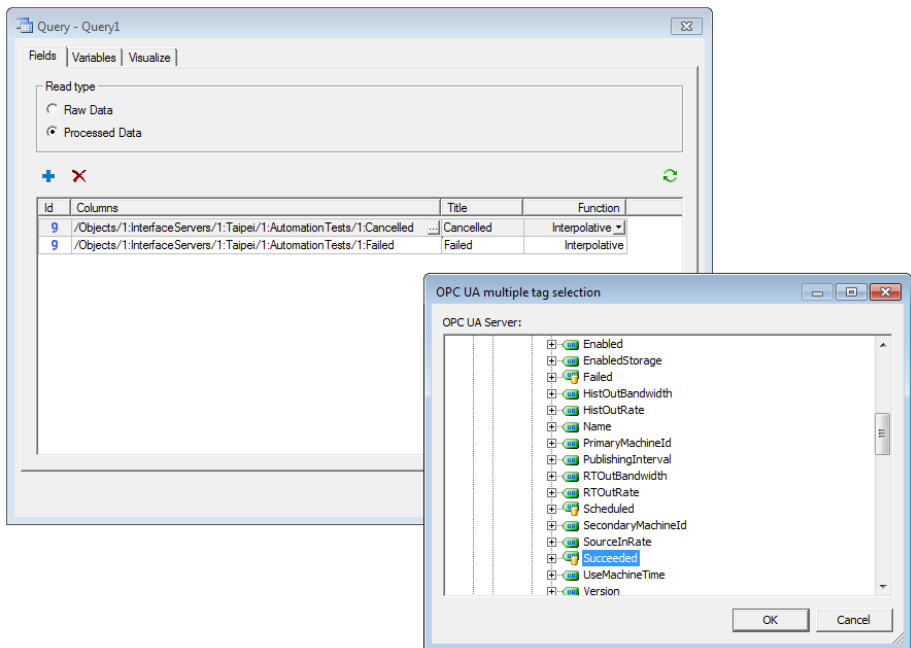 Query - Query1
Fields Variables Visualize
Read type
Raw Data
Processed Data
Id Columns Title Function
9 /Objects/1:InterfaceServers/1:Taipei/1:AutomationTests/1:Cancelled ... Cancelled Interpolative
9 /Objects/1:InterfaceServers/1:Taipei/1:AutomationTests/1:Failed Failed Interpolative
OPC UA multiple tag selection
OPC UA Server:
Enabled
EnabledStorage
Failed
HistOutBandwidth
HistOutRate
Name
PrimaryMachineId
PublishingInterval
RTOutBandwidth
RTOutRate
Scheduled
SecondaryMachineId
SourceInRate
Succeeded
UseMachineTime
Version
OK Cancel